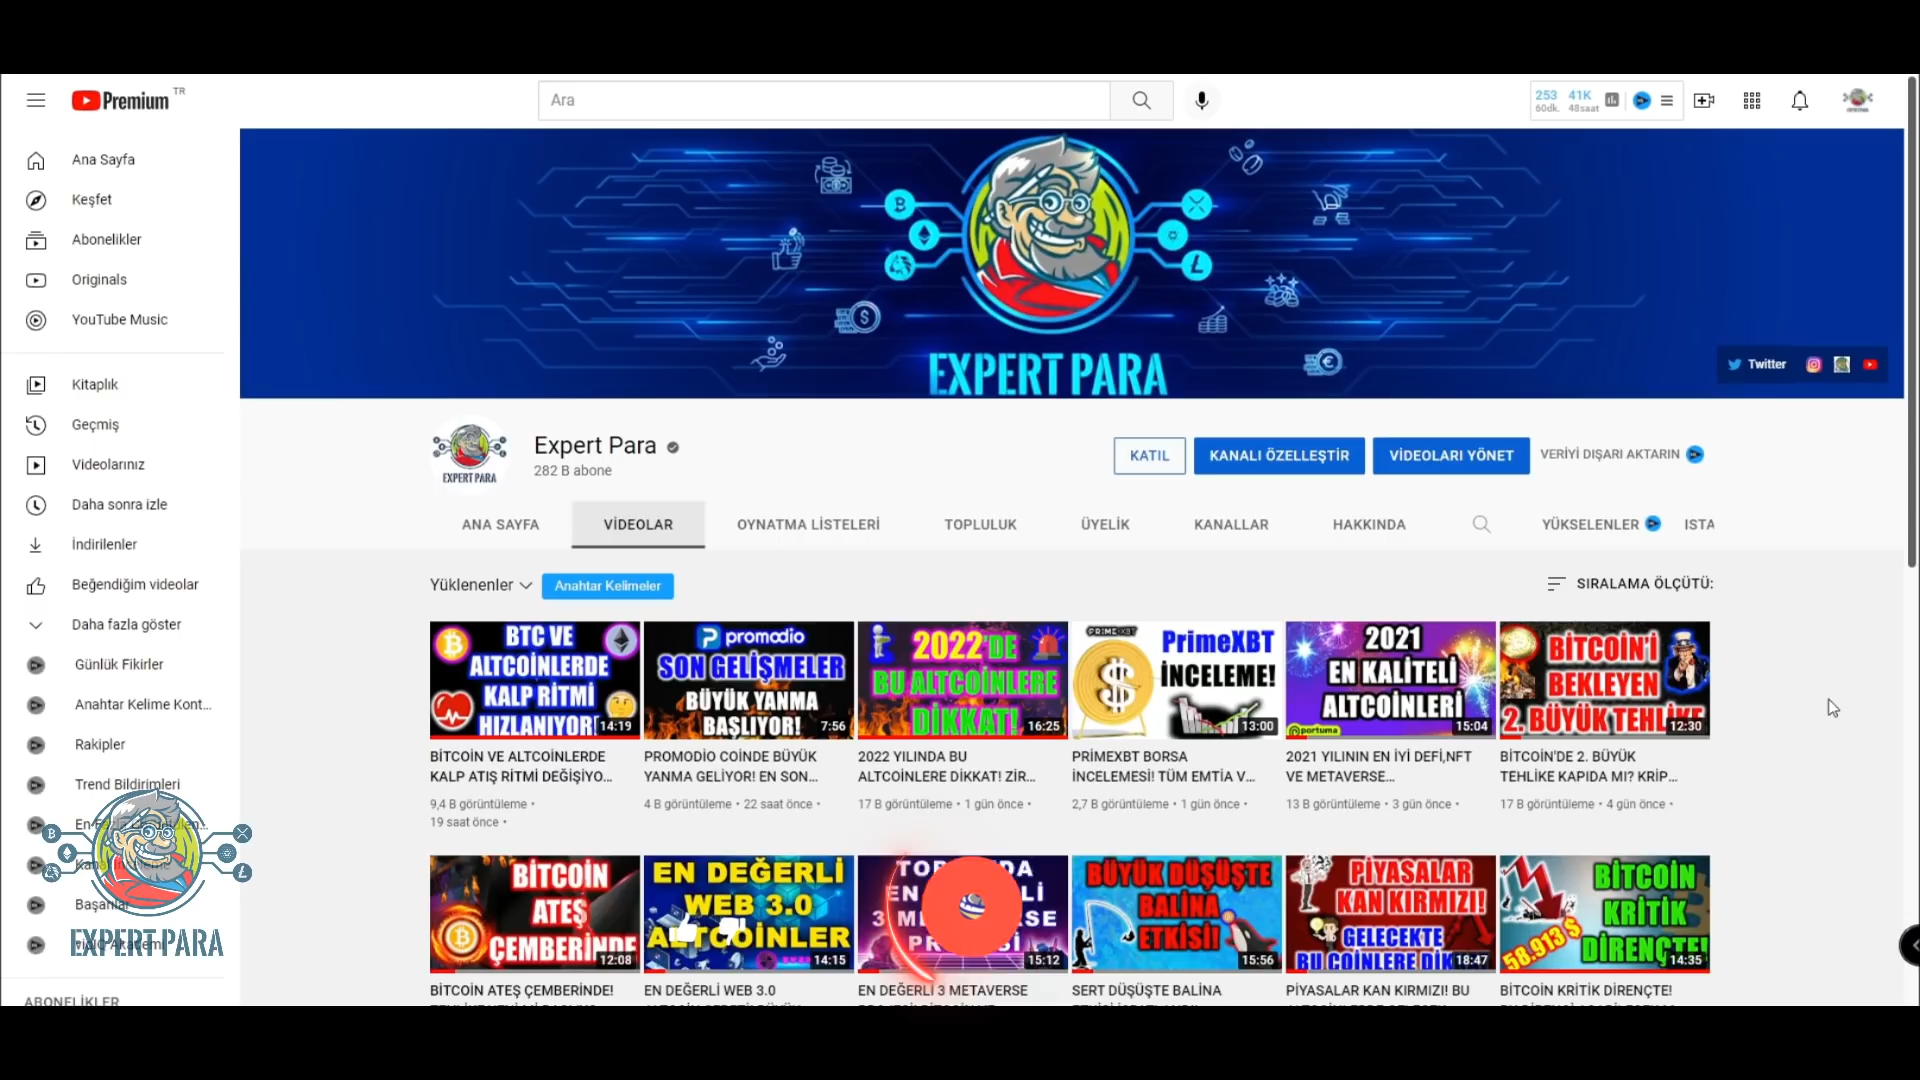 Premium TR
Ara
253 41K
60dk. 48saat
Ana Sayfa
Keşfet
Abonelikler
Originals
YouTube Music
Kitaplık
Geçmiş
Videolarınız
Daha sonra izle
İndirilenler
Beğendiğim videolar
Daha fazla göster
Günlük Fikirler
Anahtar Kelime Kont...
Rakipler
Trend Bildirimleri
EXPERT PARA
ABONELİKLER
EXPERT PARA
Twitter
EXPERT PARA
Expert Para
282 B abone
KATIL
KANALI ÖZELLEŞTİR
VİDEOLARI YÖNET
VERİYİ DIŞARI AKTARIN
ANA SAYFA
VİDEOLAR
OYNATMA LİSTELERİ
TOPLULUK
ÜYELİK
KANALLAR
HAKKINDA
YÜKSELENLER
ISTA
Yüklenenler
Anahtar Kelimeler
SIRALAMA ÖLÇÜTÜ:
BTC VE
ALTCOİNLERDE
KALP RİTMİ
HIZLANIYOR!
14:19
BİTCOİN VE ALTCOİNLERDE
KALP ATIŞ RİTMİ DEĞİŞİYO...
9,4 B görüntüleme •
19 saat önce •
promodio
SON GELİŞMELER
BÜYÜK YANMA
BAŞLIYOR!
7:56
PROMODİO COİNDE BÜYÜK
YANMA GELİYOR! EN SON...
4 B görüntüleme • 22 saat önce •
2022'DE
BU ALTCOİNLERE
DİKKAT!
16:25
2022 YILINDA BU
ALTCOİNLERE DİKKAT! ZİR...
17 B görüntüleme • 1 gün önce •
PRIME XBT
PrimeXBT
İNCELEME!
13:00
PRİMEXBT BORSA
İNCELEMESİ! TÜM EMTİA V...
2,7 B görüntüleme • 1 gün önce •
2021
EN KALİTELİ
ALTCOİNLERİ
portuma
15:04
2021 YILININ EN İYİ DEFİ,NFT
VE METAVERSE...
13 B görüntüleme • 3 gün önce •
BİTCOİN'İ
BEKLEYEN
2. BÜYÜK TEHLİKE
12:30
BİTCOİN'DE 2. BÜYÜK
TEHLİKE KAPIDA MI? KRİP...
17 B görüntüleme • 4 gün önce •
BİTCOİN
ATEŞ
ÇEMBERİNDE
12:08
BİTCOİN ATEŞ ÇEMBERİNDE!
EN DEĞERLİ
WEB 3.0
ALTCOİNLER
14:15
EN DEĞERLİ WEB 3.0
15:12
EN DEĞERLİ 3 METAVERSE
BÜYÜK DÜŞÜŞTE
BALİNA
ETKİSİ!
15:56
SERT DÜŞÜŞTE BALİNA
PİYASALAR
KAN KIRMIZI!
GELECEKTE
BU COİNLERE DİK
18:47
PİYASALAR KAN KIRMIZI! BU
BİTCOİN
KRİTİK
DİRENÇTE!
58.913 $
14:35
BİTCOİN KRİTİK DİRENÇTE!